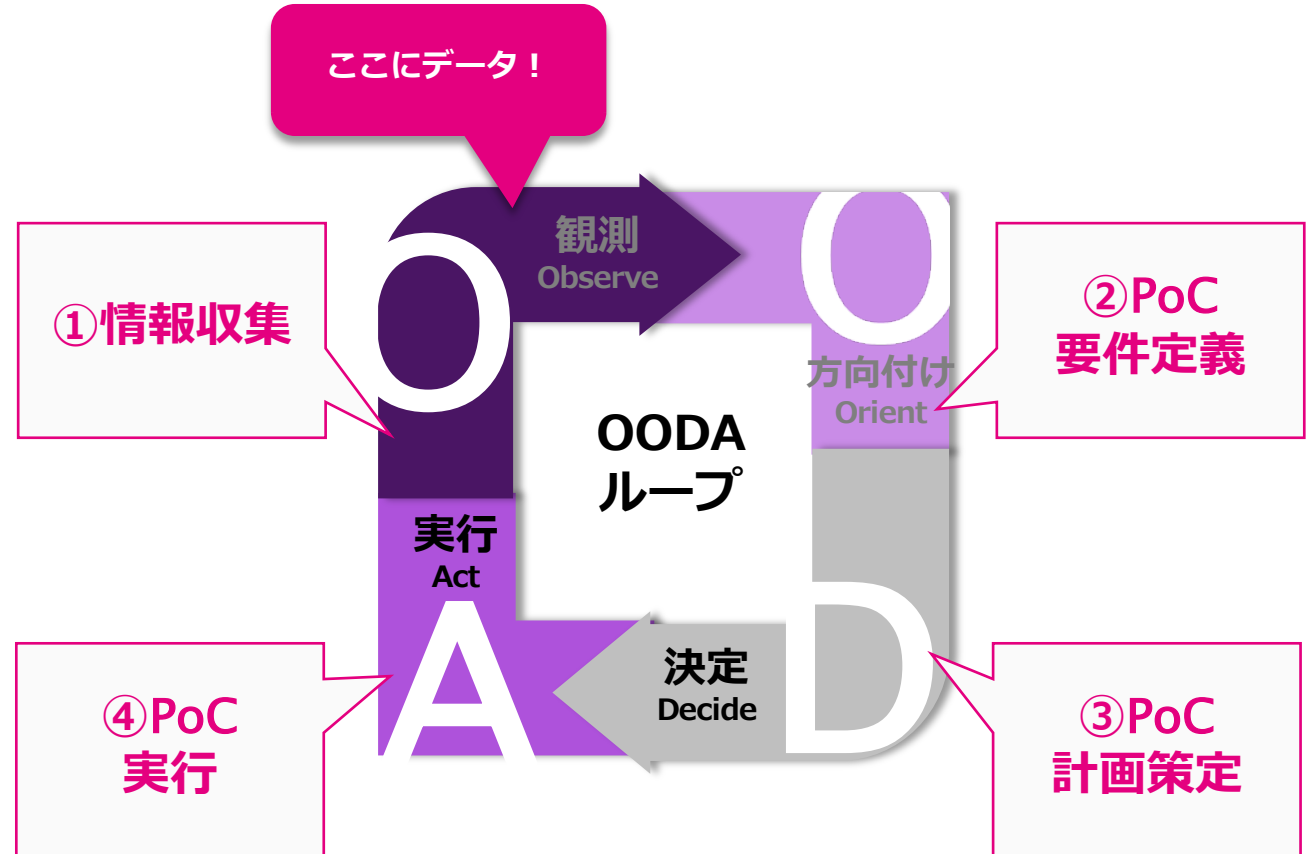 ここにデータ！
①情報収集
O
観測
Observe
O
方向付け
Orient
②PoC
要件定義
OODA
ループ
実行
Act
A
決定
Decide
D
④PoC
実行
③PoC
計画策定